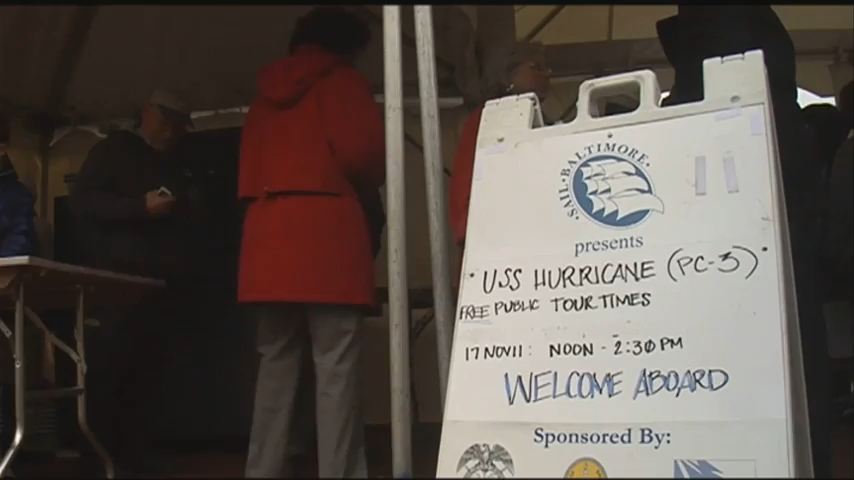 SAIL • BALTIMORE •
presents
• USS HURRICANE (PC-3) •
FREE PUBLIC TOUR TIMES
17 NOV 11 : NOON - 2:30 PM
WELCOME ABOARD
Sponsored By: